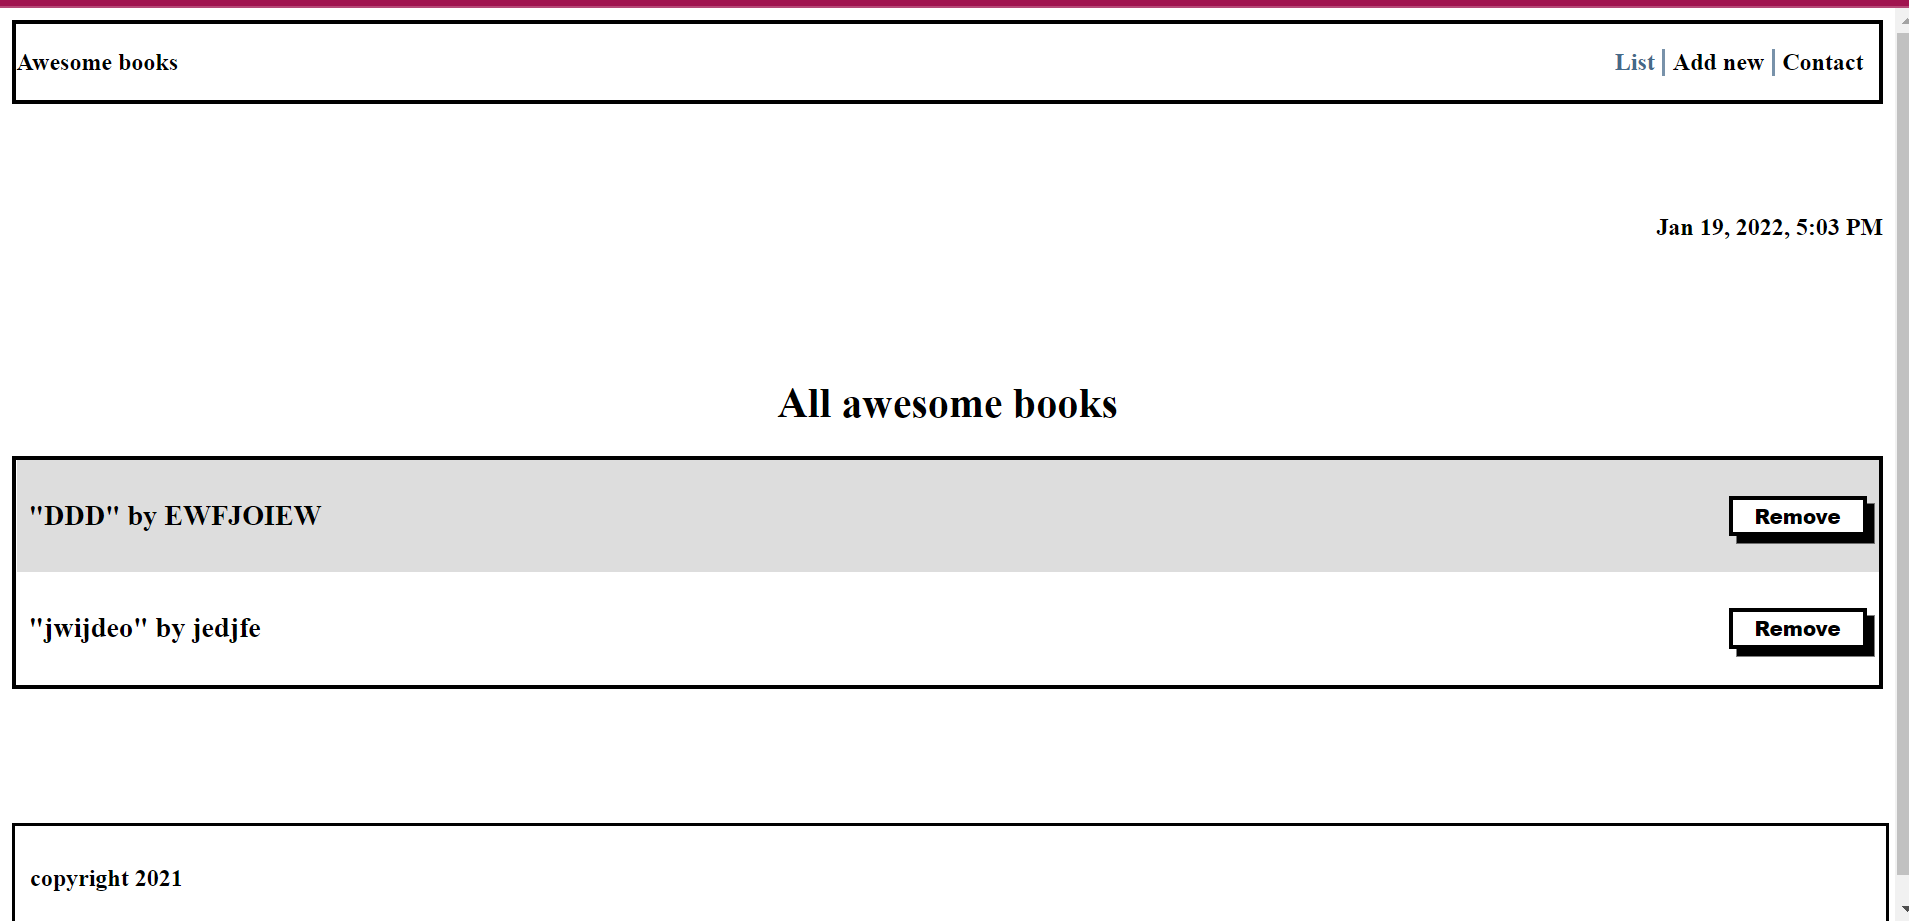 Awesome books
List Add new Contact
Jan 19, 2022, 5:03 PM
All awesome books
"DDD" by EWFJOIEW
Remove
"jwijdeo" by jedjfe
Remove
copyright 2021